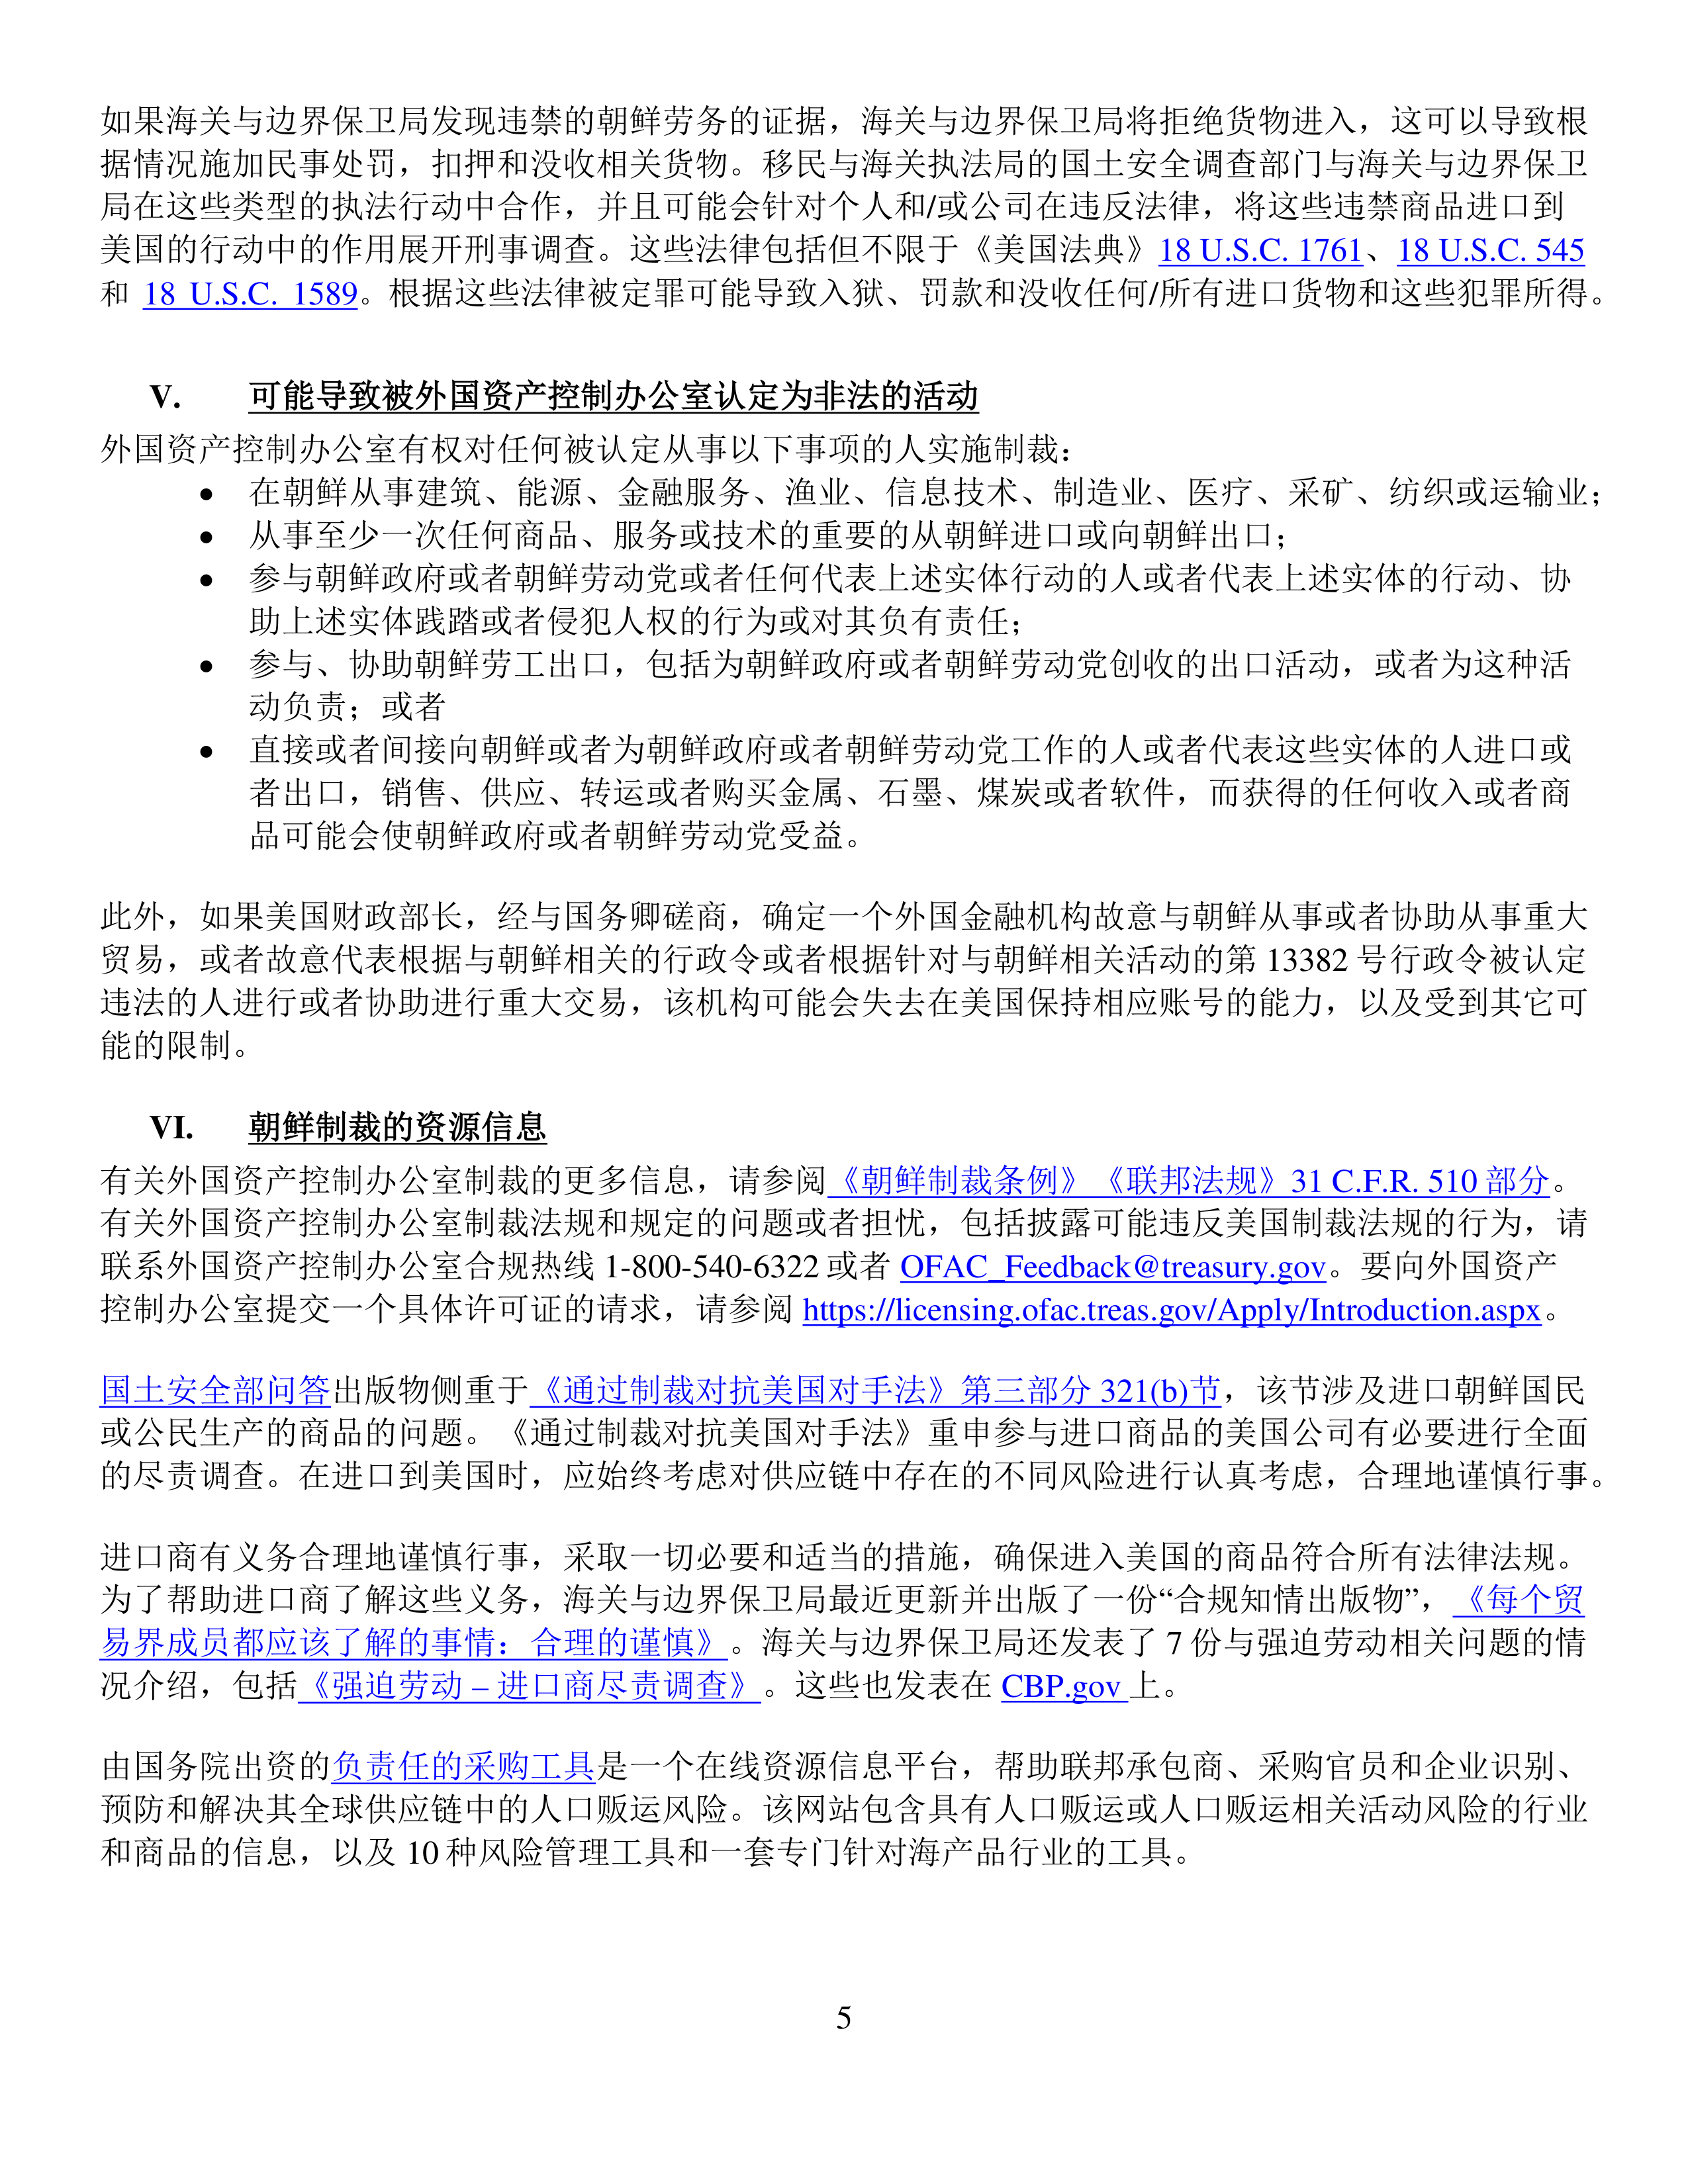 如果海关与边界保卫局发现违禁的朝鲜劳务的证据，海关与边界保卫局将拒绝货物进入，这可以导致根
据情况施加民事处罚，扣押和没收相关货物。移民与海关执法局的国土安全调查部门与海关与边界保卫
局在这些类型的执法行动中合作，并且可能会针对个人和/或公司在违反法律，将这些违禁商品进口到
美国的行动中的作用展开刑事调查。这些法律包括但不限于《美国法典》18 U.S.C. 1761、18 U.S.C. 545
和 18 U.S.C. 1589。根据这些法律被定罪可能导致入狱、罚款和没收任何/所有进口货物和这些犯罪所得。
V. 可能导致被外国资产控制办公室认定为非法的活动
外国资产控制办公室有权对任何被认定从事以下事项的人实施制裁：
• 在朝鲜从事建筑、能源、金融服务、渔业、信息技术、制造业、医疗、采矿、纺织或运输业；
• 从事至少一次任何商品、服务或技术的重要的从朝鲜进口或向朝鲜出口；
• 参与朝鲜政府或者朝鲜劳动党或者任何代表上述实体行动的人或者代表上述实体的行动、协
助上述实体践踏或者侵犯人权的行为或对其负有责任；
• 参与、协助朝鲜劳工出口，包括为朝鲜政府或者朝鲜劳动党创收的出口活动，或者为这种活
动负责；或者
• 直接或者间接向朝鲜或者为朝鲜政府或者朝鲜劳动党工作的人或者代表这些实体的人进口或
者出口，销售、供应、转运或者购买金属、石墨、煤炭或者软件，而获得的任何收入或者商
品可能会使朝鲜政府或者朝鲜劳动党受益。
此外，如果美国财政部长，经与国务卿磋商，确定一个外国金融机构故意与朝鲜从事或者协助从事重大
贸易，或者故意代表根据与朝鲜相关的行政令或者根据针对与朝鲜相关活动的第 13382 号行政令被认定
违法的人进行或者协助进行重大交易，该机构可能会失去在美国保持相应账号的能力，以及受到其它可
能的限制。
VI. 朝鲜制裁的资源信息
有关外国资产控制办公室制裁的更多信息，请参阅《朝鲜制裁条例》《联邦法规》31 C.F.R. 510 部分。
有关外国资产控制办公室制裁法规和规定的问题或者担忧，包括披露可能违反美国制裁法规的行为，请
联系外国资产控制办公室合规热线 1-800-540-6322 或者 OFAC_Feedback@treasury.gov。要向外国资产
控制办公室提交一个具体许可证的请求，请参阅 https://licensing.ofac.treas.gov/Apply/Introduction.aspx。
国土安全部问答出版物侧重于《通过制裁对抗美国对手法》第三部分 321(b)节，该节涉及进口朝鲜国民
或公民生产的商品的问题。《通过制裁对抗美国对手法》重申参与进口商品的美国公司有必要进行全面
的尽责调查。在进口到美国时，应始终考虑对供应链中存在的不同风险进行认真考虑，合理地谨慎行事。
进口商有义务合理地谨慎行事，采取一切必要和适当的措施，确保进入美国的商品符合所有法律法规。
为了帮助进口商了解这些义务，海关与边界保卫局最近更新并出版了一份“合规知情出版物”，《每个贸
易界成员都应该了解的事情：合理的谨慎》。海关与边界保卫局还发表了 7 份与强迫劳动相关问题的情
况介绍，包括《强迫劳动 – 进口商尽责调查》。这些也发表在 CBP.gov 上。
由国务院出资的负责任的采购工具是一个在线资源信息平台，帮助联邦承包商、采购官员和企业识别、
预防和解决其全球供应链中的人口贩运风险。该网站包含具有人口贩运或人口贩运相关活动风险的行业
和商品的信息，以及 10 种风险管理工具和一套专门针对海产品行业的工具。
5